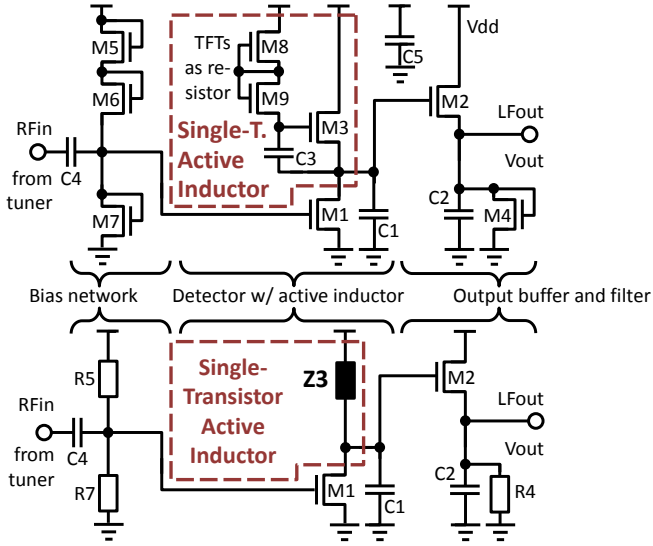 M5
TFTs
as re-
sistor
M8
C5
Vdd
M6
M9
M2
RFin
C4
from
tuner
Single-T.
Active
Inductor
M3
C3
LFout
Vout
M7
M1
C1
C2
M4
Bias network
Detector w/ active inductor
Output buffer and filter
R5
Single-
Transistor
Active
Inductor
Z3
M2
RFin
C4
from
tuner
LFout
Vout
R7
M1
C1
C2
R4